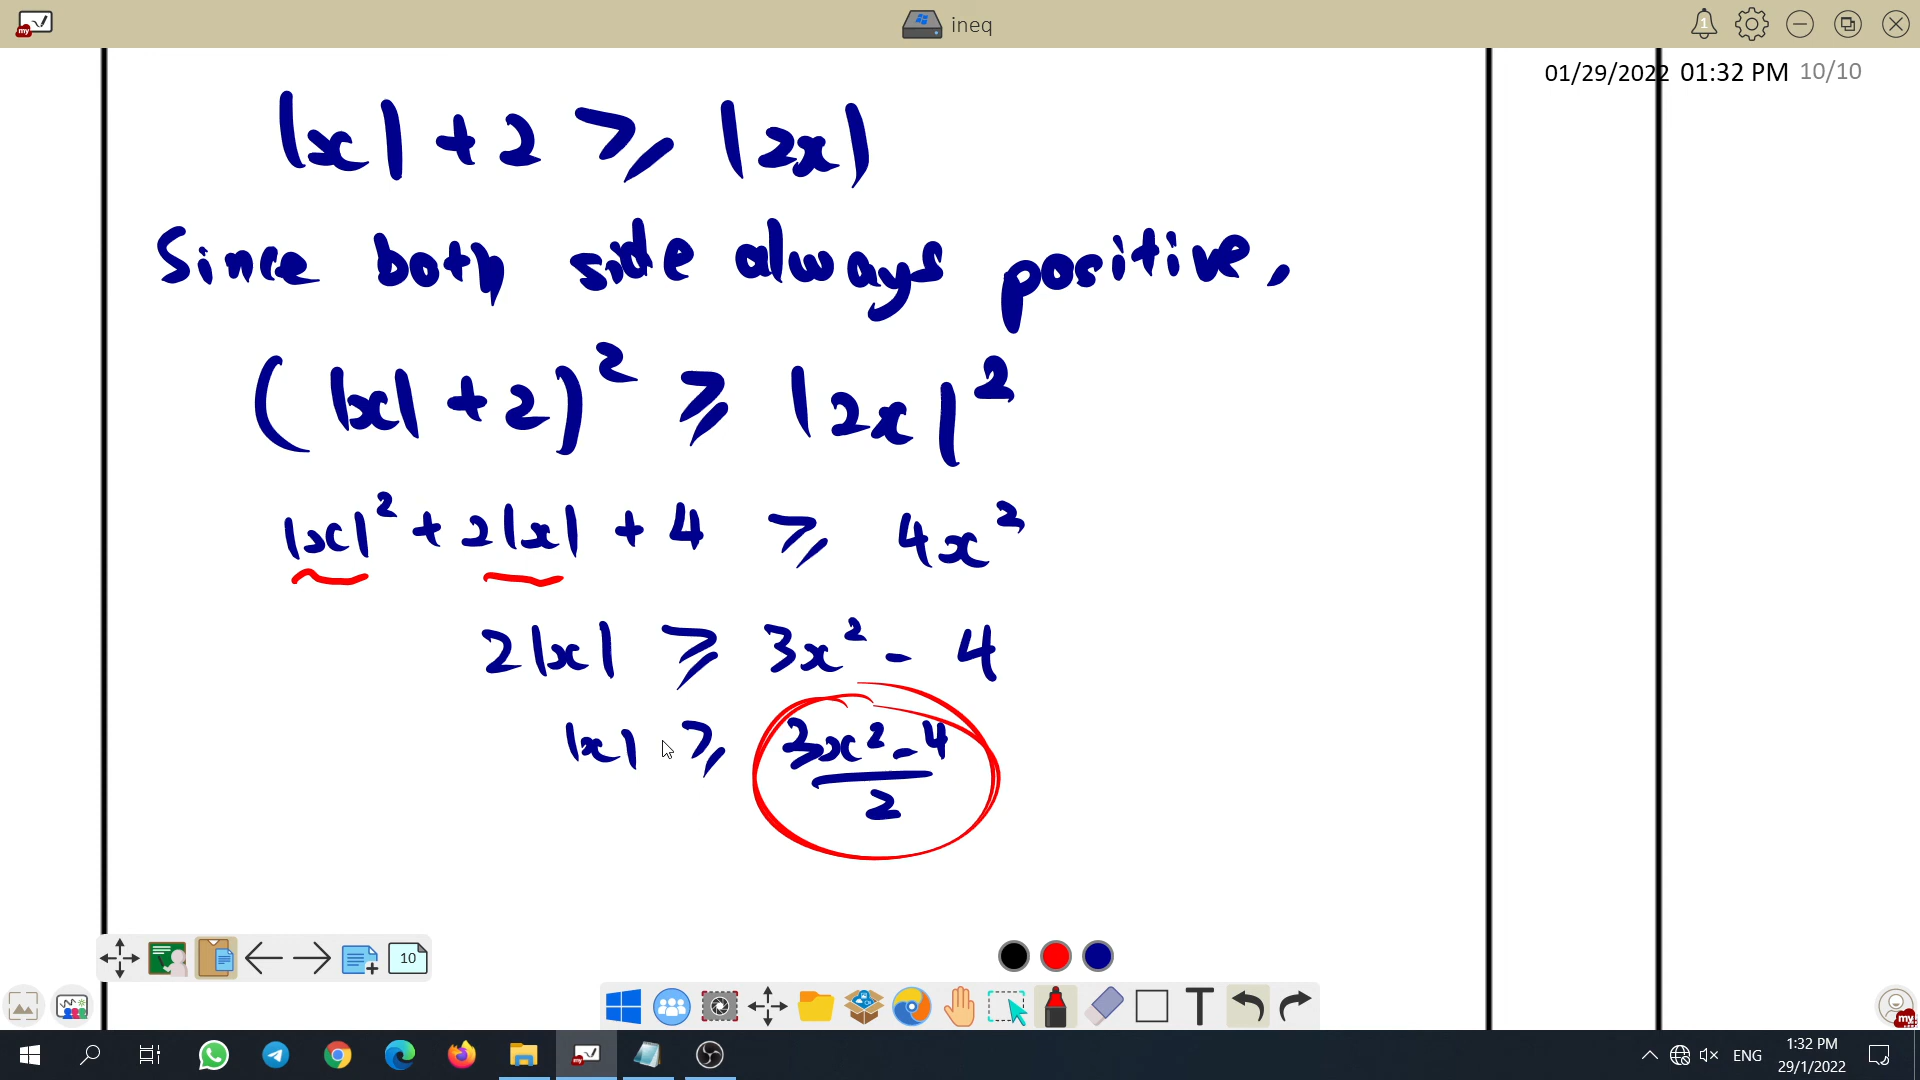 ineq
01/29/2022 01:32 PM 10/10
|x| + 2 ≥ |2x|
Since both side always positive,
(|x| + 2)² ≥ |2x|²
|x|² + 2|x| + 4 ≥ 4x²
2|x| ≥ 3x² - 4
|x| ≥ (3x² - 4)/2
10
T
ENG
1:32 PM
29/1/2022